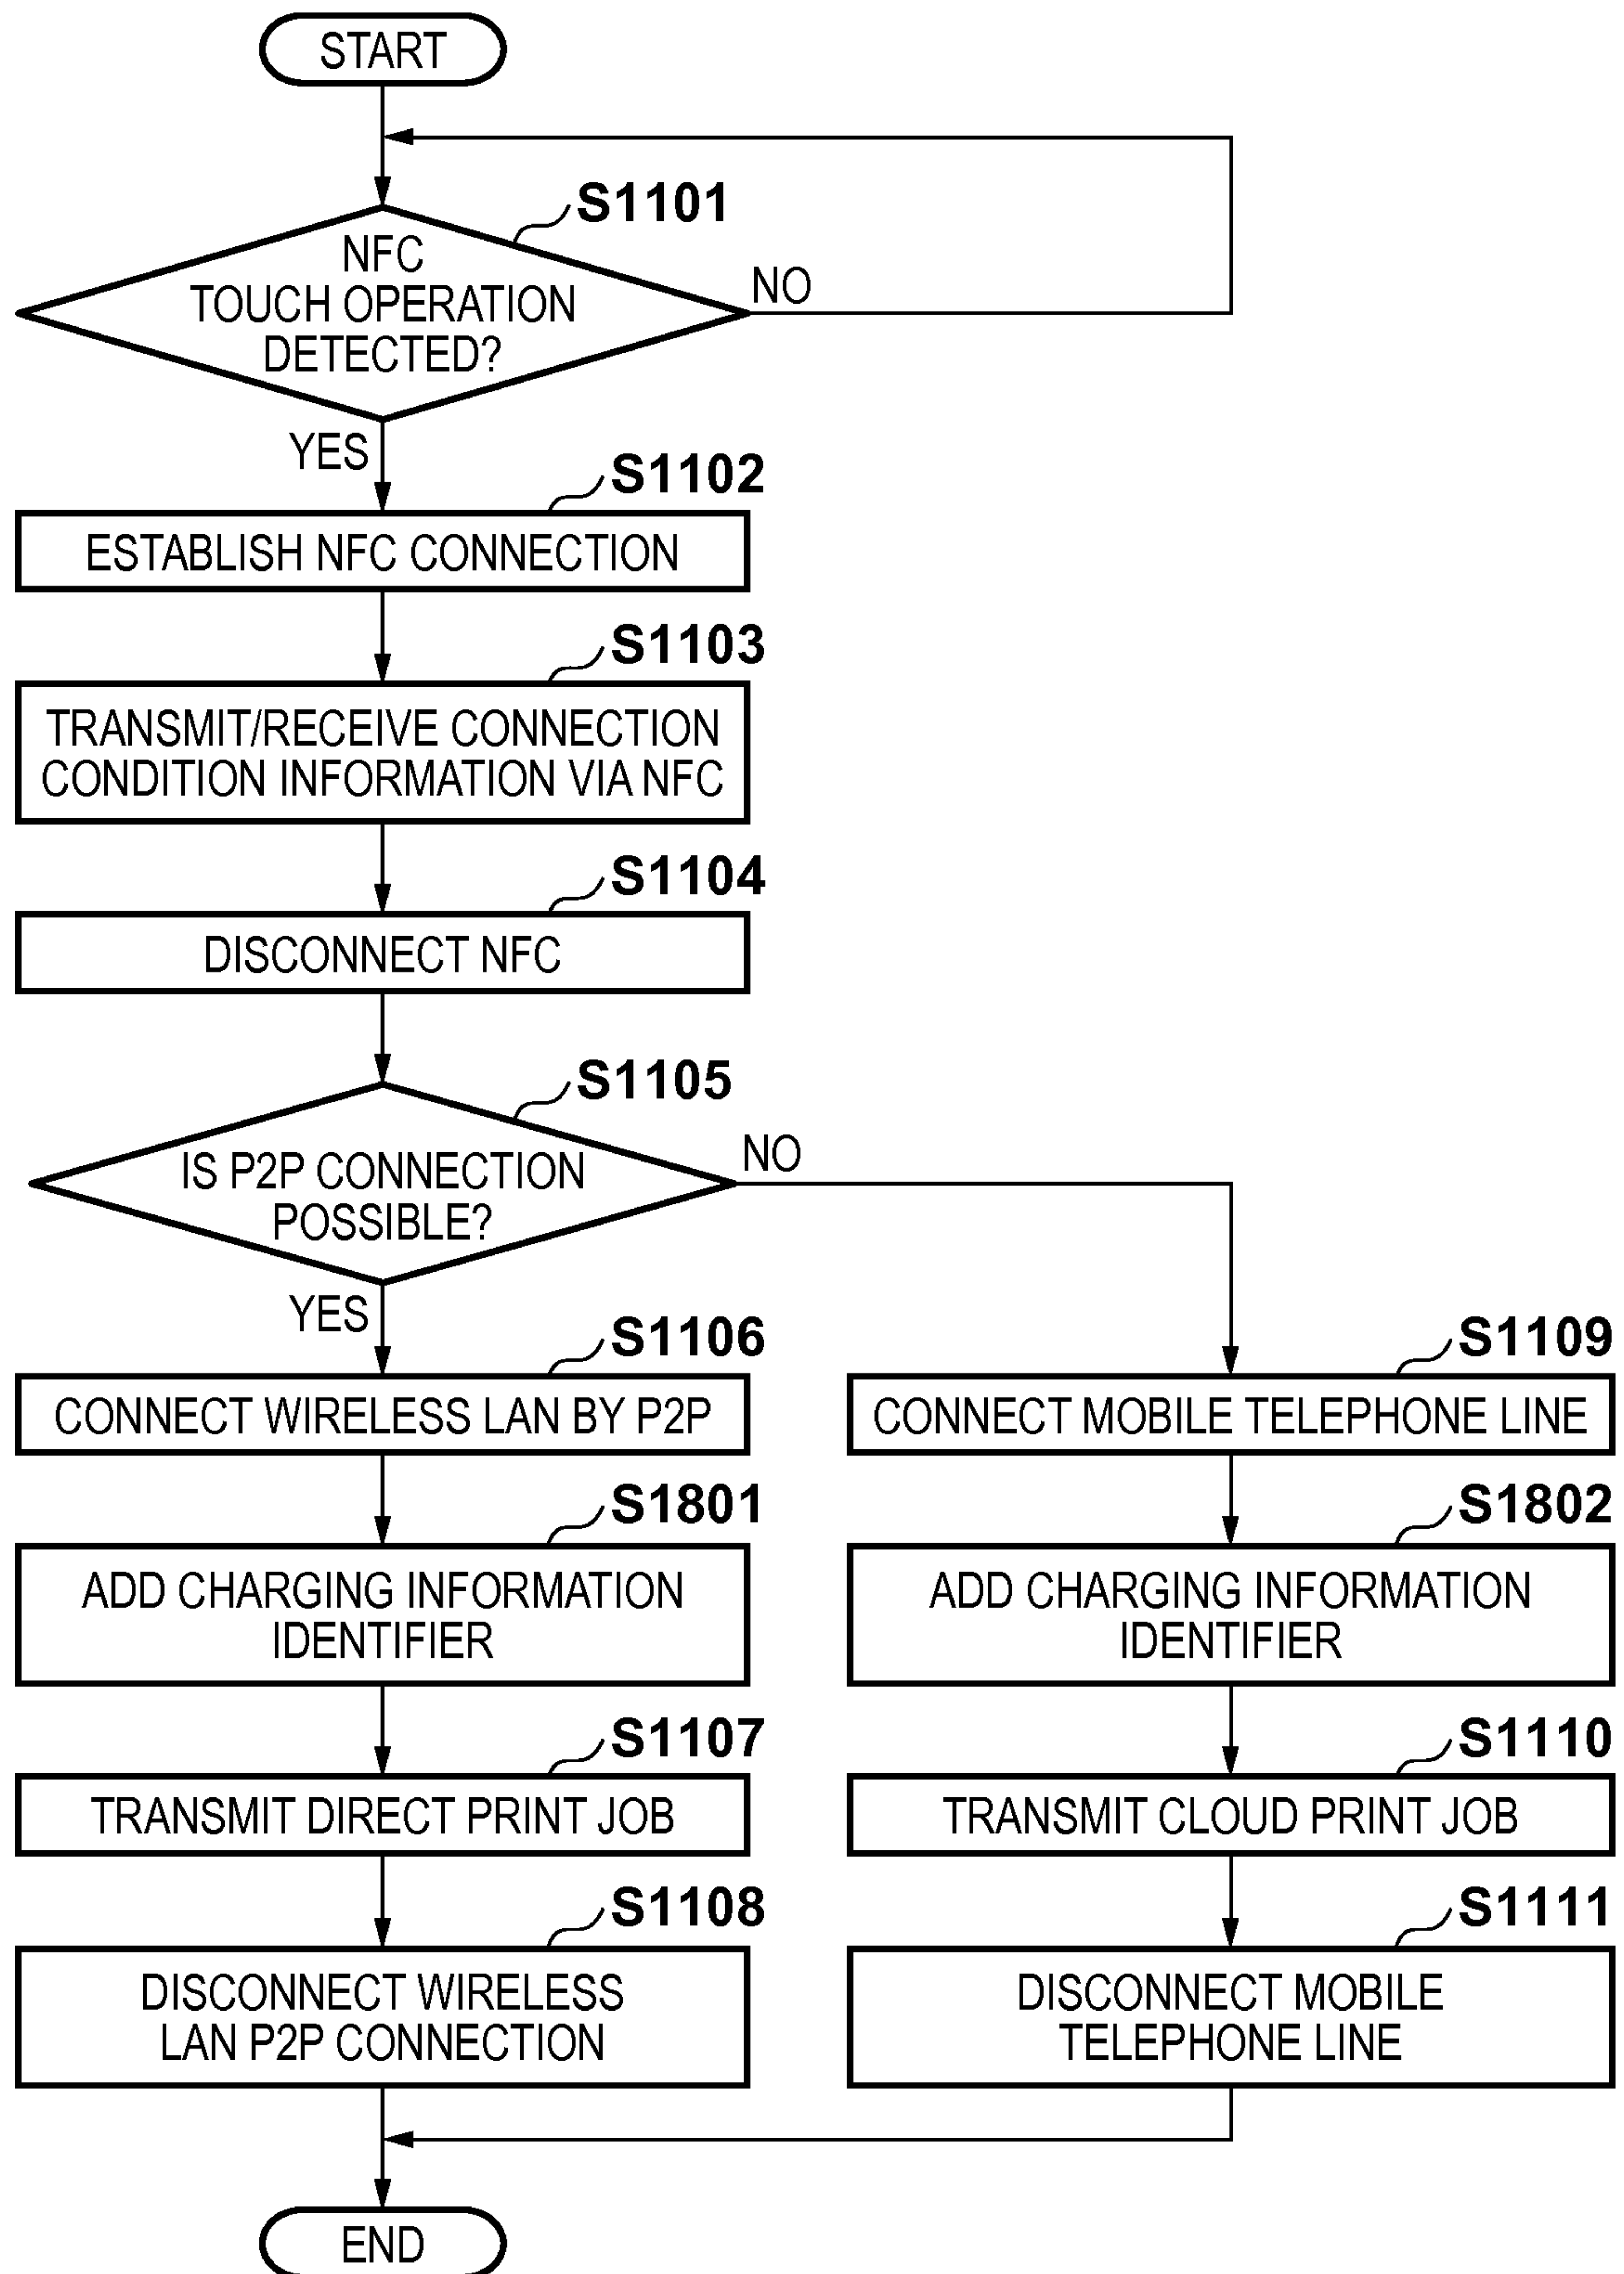 START
S1101
NFC
TOUCH OPERATION
DETECTED?
NO
YES
S1102
ESTABLISH NFC CONNECTION
S1103
TRANSMIT/RECEIVE CONNECTION
CONDITION INFORMATION VIA NFC
S1104
DISCONNECT NFC
S1105
IS P2P CONNECTION
POSSIBLE?
NO
YES
S1106
CONNECT WIRELESS LAN BY P2P
S1801
ADD CHARGING INFORMATION
IDENTIFIER
S1107
TRANSMIT DIRECT PRINT JOB
S1108
DISCONNECT WIRELESS
LAN P2P CONNECTION
S1109
CONNECT MOBILE TELEPHONE LINE
S1802
ADD CHARGING INFORMATION
IDENTIFIER
S1110
TRANSMIT CLOUD PRINT JOB
S1111
DISCONNECT MOBILE
TELEPHONE LINE
END